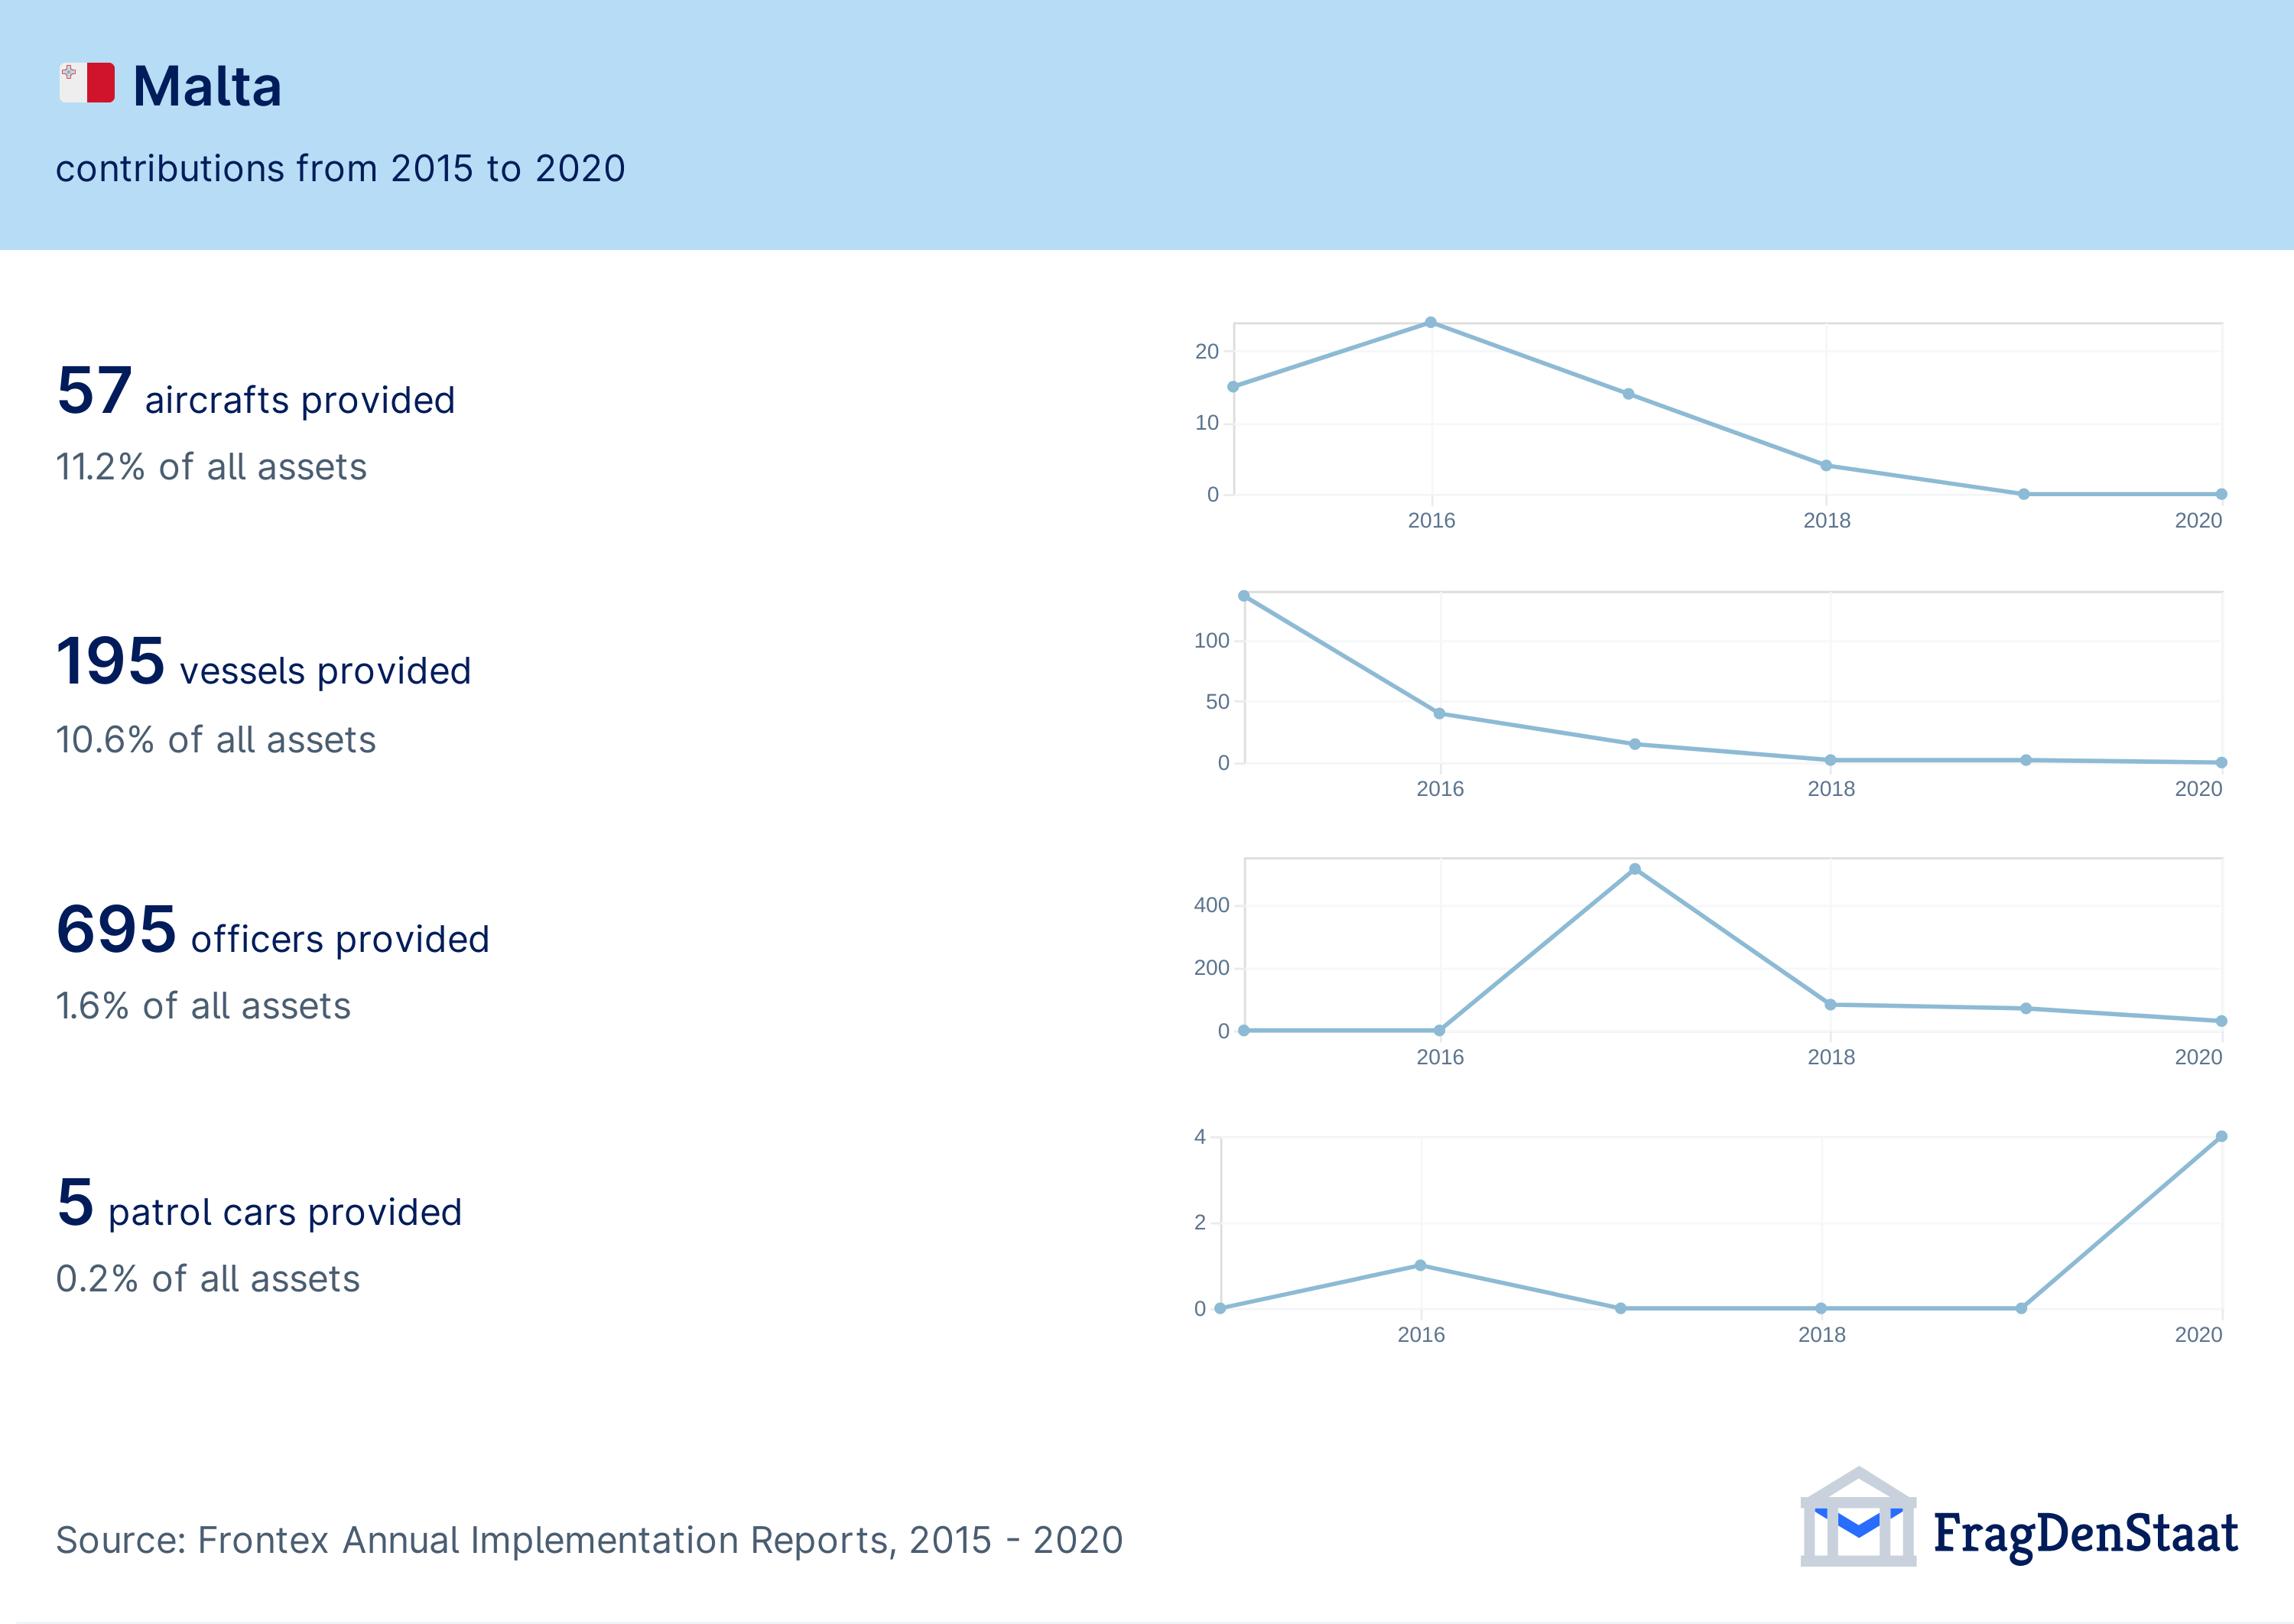 Malta
contributions from 2015 to 2020
57 aircrafts provided
11.2% of all assets
20
10
0
2016 2018 2020
195 vessels provided
10.6% of all assets
100
50
0
2016 2018 2020
695 officers provided
1.6% of all assets
400
200
0
2016 2018 2020
5 patrol cars provided
0.2% of all assets
4
2
0
2016 2018 2020
Source: Frontex Annual Implementation Reports, 2015 - 2020
FragDenStaat